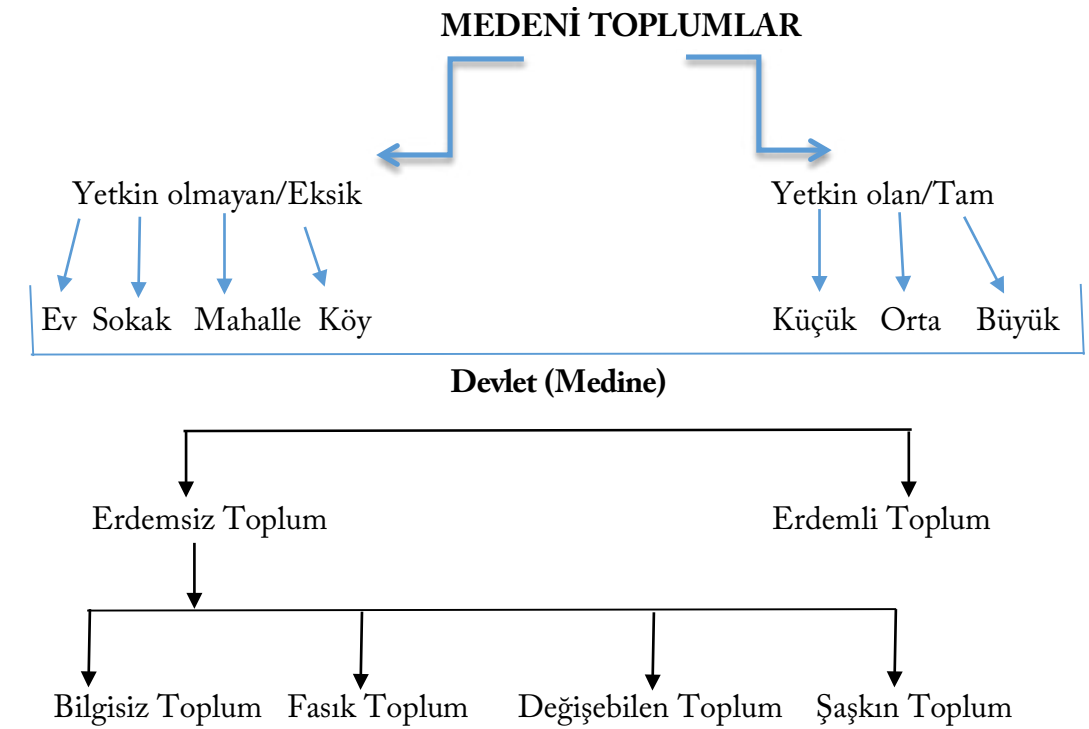 MEDENİ TOPLUMLAR
Yetkin olmayan/Eksik Yetkin olan/Tam
Ev Sokak Mahalle Köy Küçük Orta Büyük
Devlet (Medine)
Erdemsiz Toplum Erdemli Toplum
Bilgisiz Toplum Fasık Toplum Değişebilen Toplum Şaşkın Toplum